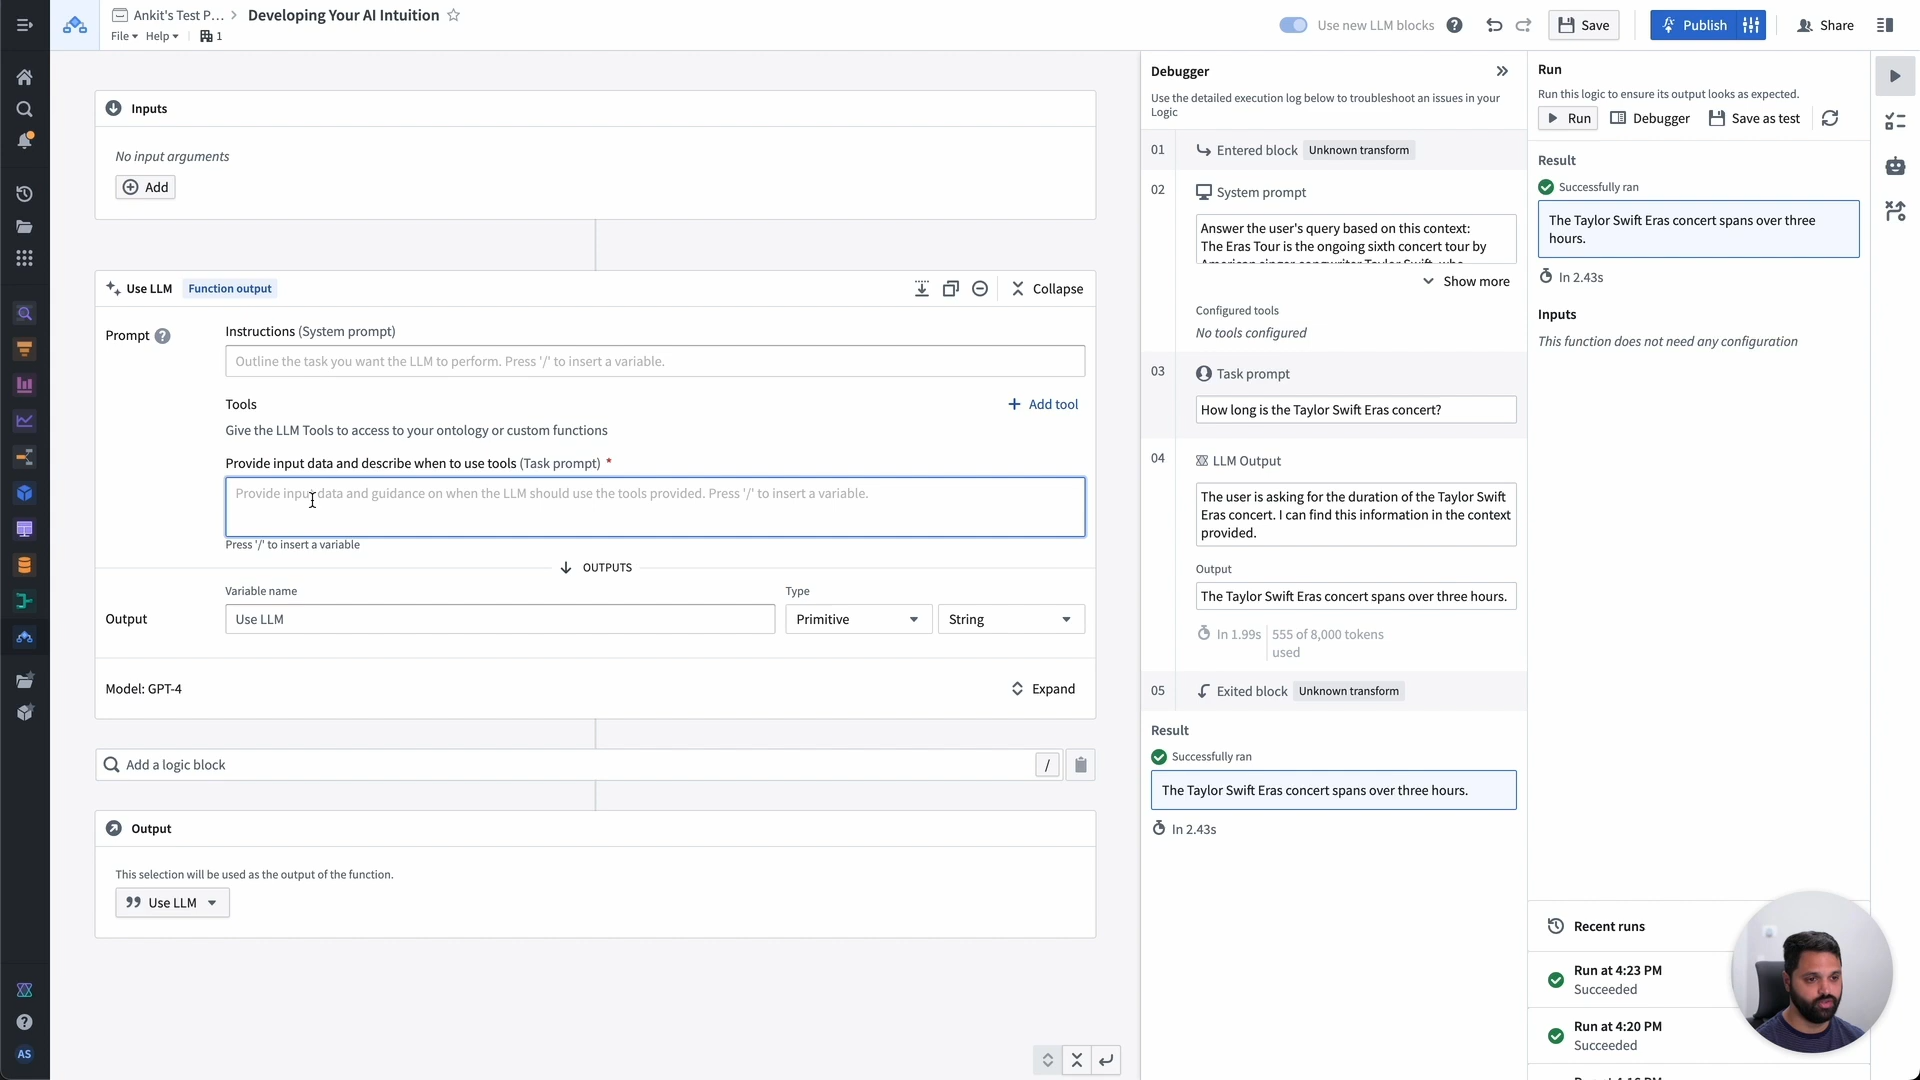 Ankit's Test P... > Developing Your AI Intuition
File Help 1
Use new LLM blocks
Save
Publish
Share
Inputs
No input arguments
Add
Use LLM Function output
Collapse
Prompt
Instructions (System prompt)
Outline the task you want the LLM to perform. Press '/' to insert a variable.
Tools
Add tool
Give the LLM Tools to access to your ontology or custom functions
Provide input data and describe when to use tools (Task prompt) *
Provide input data and guidance on when the LLM should use the tools provided. Press '/' to insert a variable.
Press '/' to insert a variable
OUTPUTS
Variable name
Type
Output
Use LLM
Primitive
String
Model: GPT-4
Expand
Add a logic block
/
Output
This selection will be used as the output of the function.
Use LLM
AS
Debugger
Use the detailed execution log below to troubleshoot an issues in your
Logic
01 Entered block Unknown transform
02 System prompt
Answer the user's query based on this context:
The Eras Tour is the ongoing sixth concert tour by
American singer-songwriter Taylor Swift, who
Show more
Configured tools
No tools configured
03 Task prompt
How long is the Taylor Swift Eras concert?
04 LLM Output
The user is asking for the duration of the Taylor Swift
Eras concert. I can find this information in the context
provided.
Output
The Taylor Swift Eras concert spans over three hours.
In 1.99s 555 of 8,000 tokens
used
05 Exited block Unknown transform
Result
Successfully ran
The Taylor Swift Eras concert spans over three hours.
In 2.43s
Run
Run this logic to ensure its output looks as expected.
Run Debugger Save as test
Result
Successfully ran
The Taylor Swift Eras concert spans over three
hours.
In 2.43s
Inputs
This function does not need any configuration
Recent runs
Run at 4:23 PM
Succeeded
Run at 4:20 PM
Succeeded